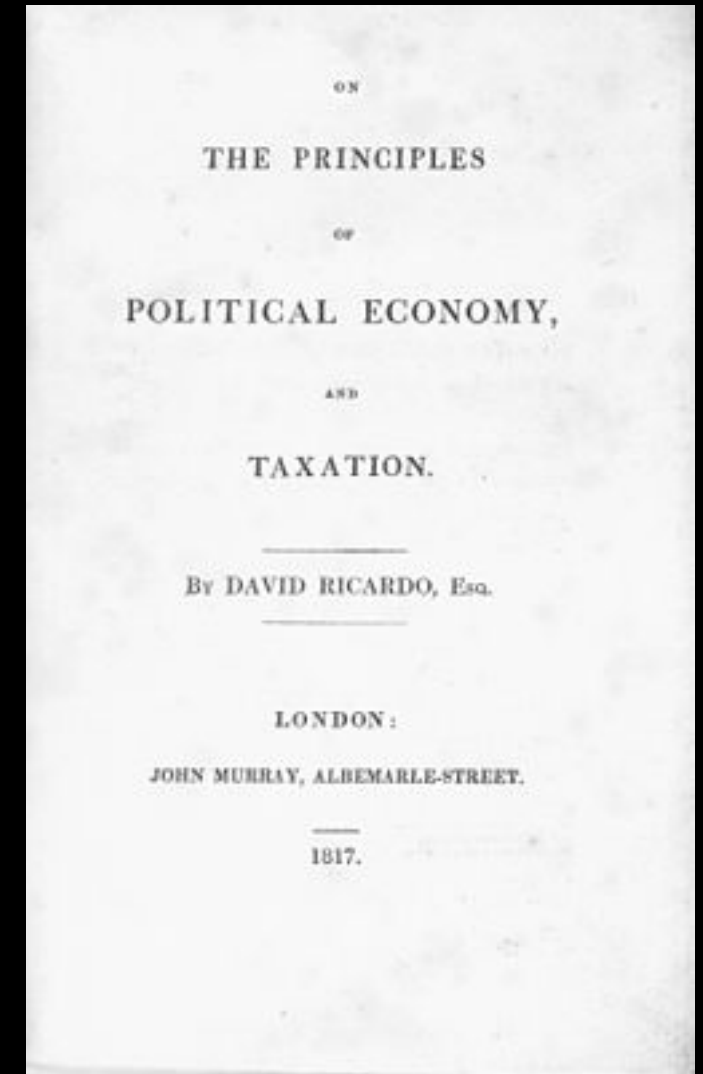 ON
THE PRINCIPLES
OF
POLITICAL ECONOMY,
AND
TAXATION.
By DAVID RICARDO, Esq.
LONDON:
JOHN MURRAY, ALBEMARLE-STREET.
1817.